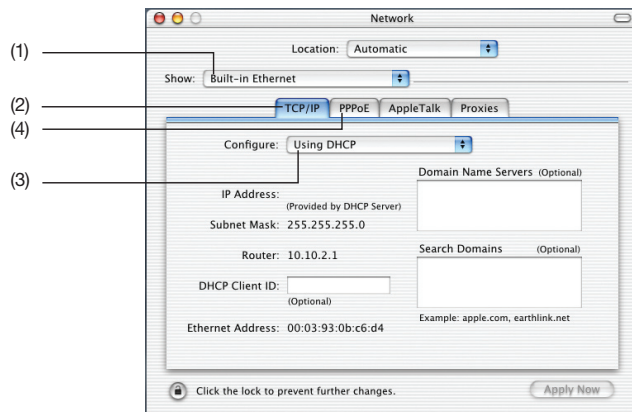 Network
Location: Automatic
(1)
Show: Built-in Ethernet
(2)
TCP/IP PPPoE AppleTalk Proxies
(4)
Configure: Using DHCP
(3)
Domain Name Servers (Optional)
IP Address:
(Provided by DHCP Server)
Subnet Mask: 255.255.255.0
Router: 10.10.2.1
Search Domains (Optional)
DHCP Client ID:
(Optional)
Example: apple.com, earthlink.net
Ethernet Address: 00:03:93:0b:c6:d4
Click the lock to prevent further changes.
Apply Now